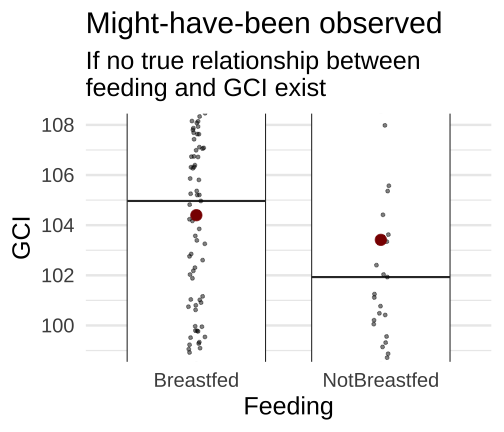 Might-have-been observed
If no true relationship between
feeding and GCI exist
108
106
104
102
100
GCI
Breastfed
NotBreastfed
Feeding